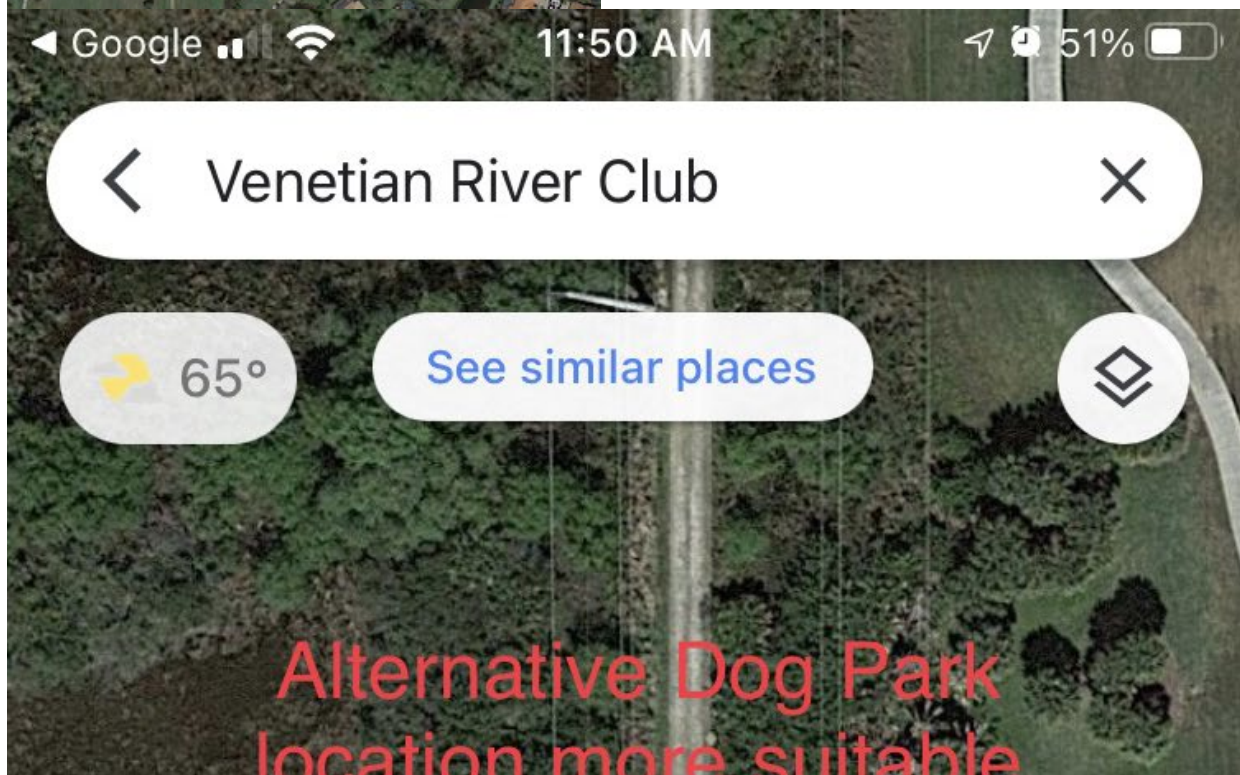 Google 11:50 AM 51%
Venetian River Club
65° See similar places
Alternative Dog Park
location more suitable